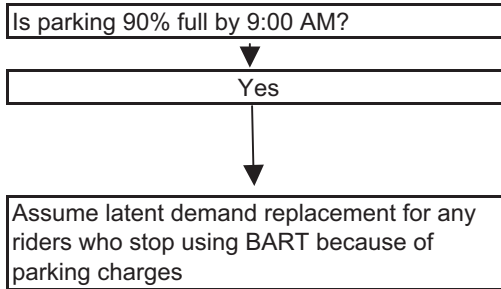 Is parking 90% full by 9:00 AM?
Yes
Assume latent demand replacement for any
riders who stop using BART because of
parking charges